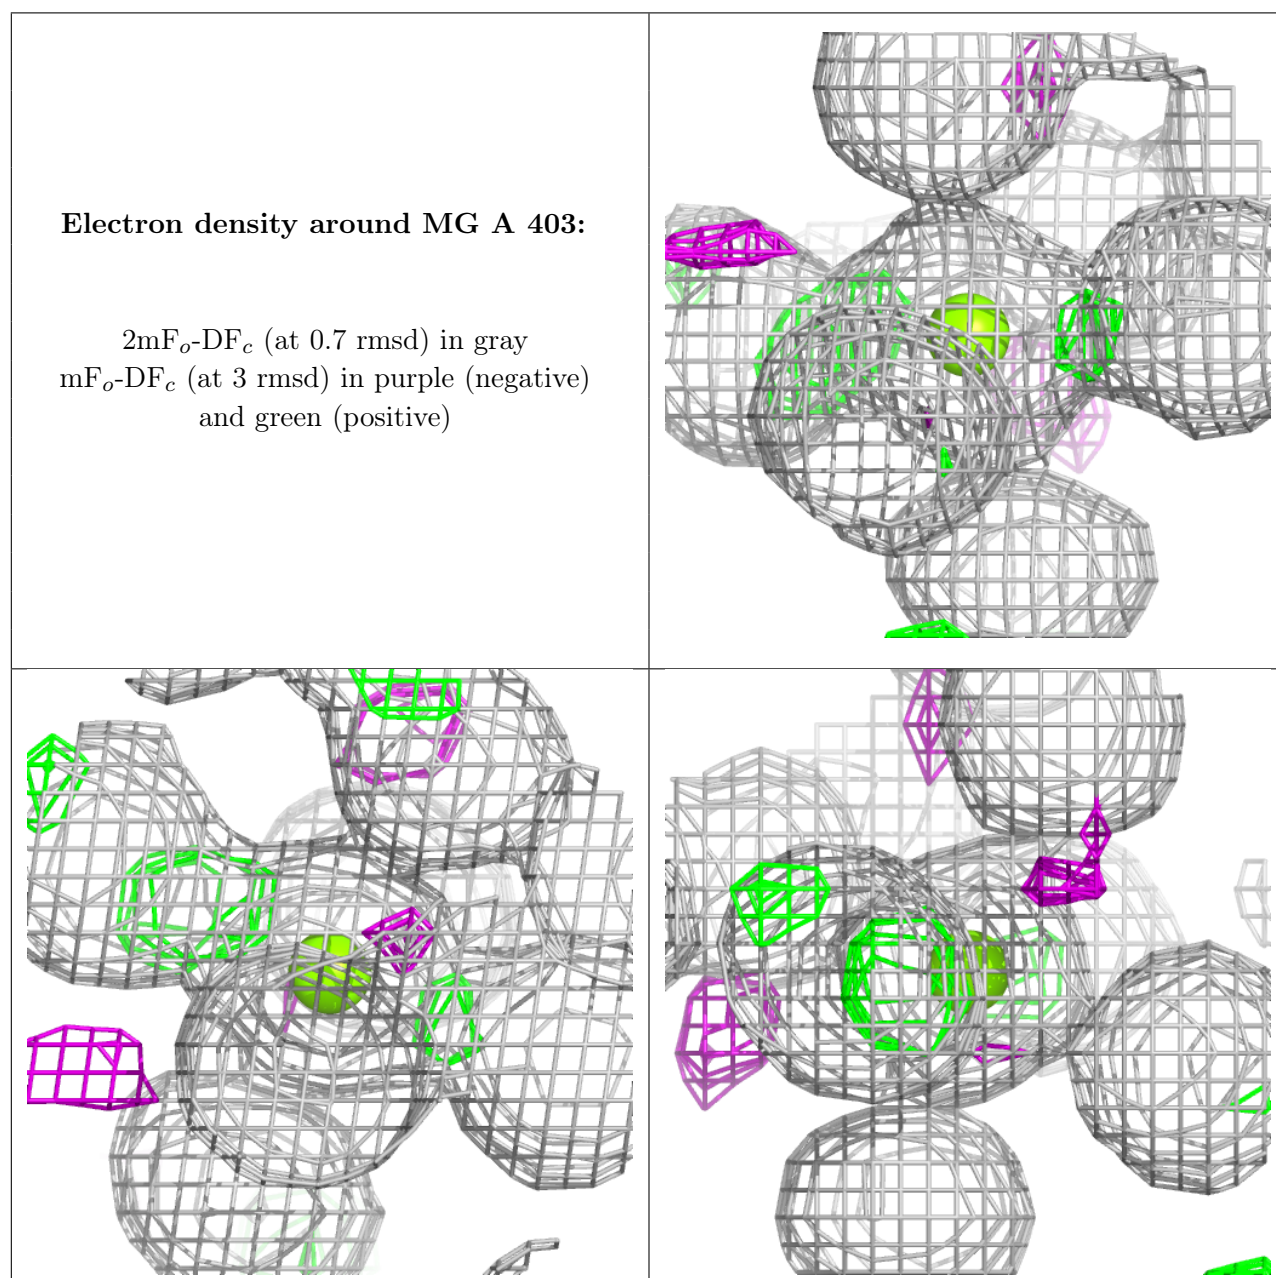 Electron density around MG A 403:
2mFo-DFc (at 0.7 rmsd) in gray
mFo-DFc (at 3 rmsd) in purple (negative)
and green (positive)